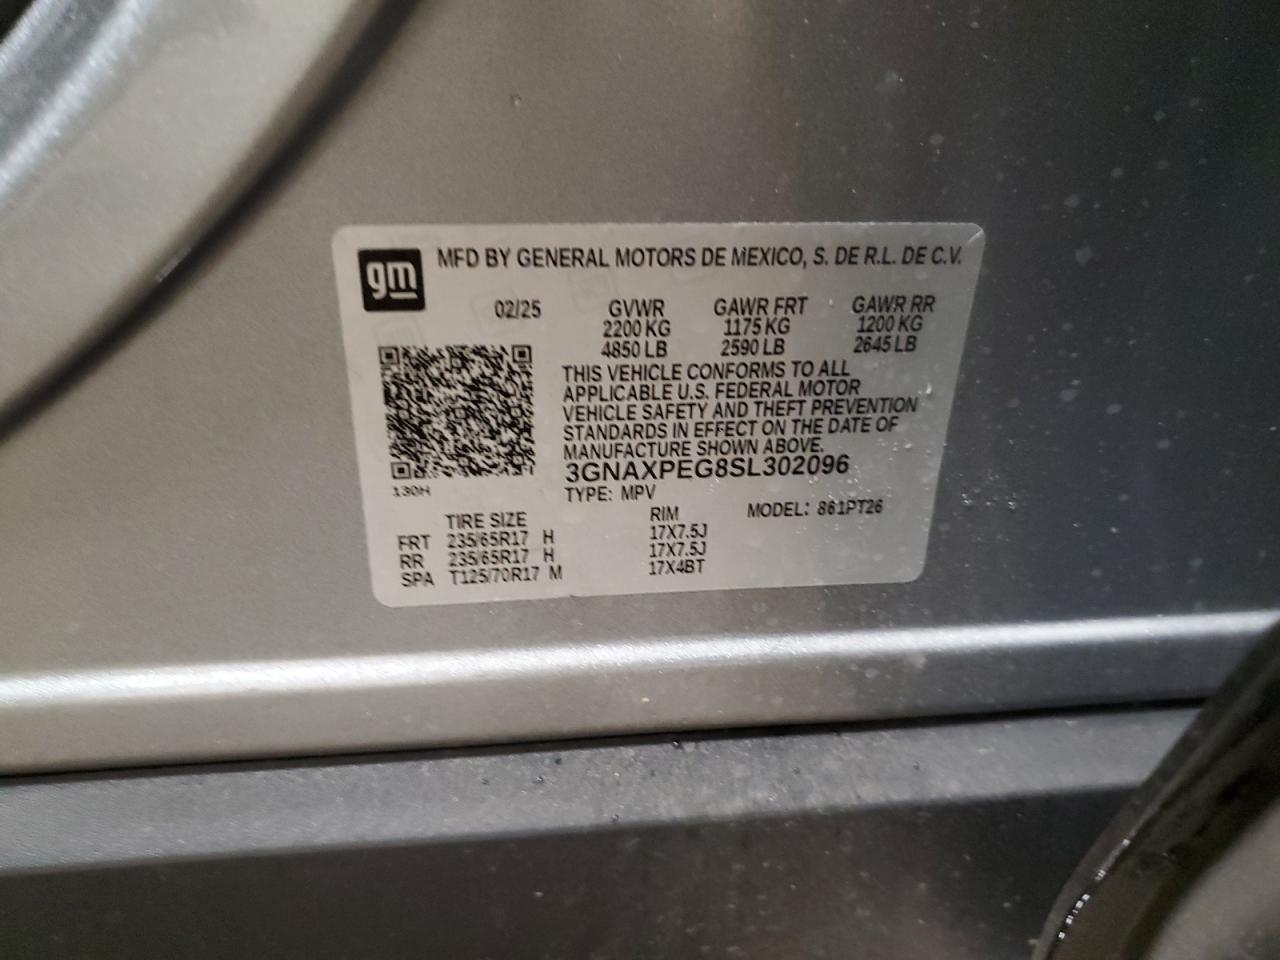 gm
MFD BY GENERAL MOTORS DE MEXICO, S. DE R.L. DE C.V.
02/25 GVWR GAWR FRT GAWR RR
2200 KG 1175 KG 1200 KG
4850 LB 2590 LB 2645 LB
THIS VEHICLE CONFORMS TO ALL
APPLICABLE U.S. FEDERAL MOTOR
VEHICLE SAFETY AND THEFT PREVENTION
STANDARDS IN EFFECT ON THE DATE OF
MANUFACTURE SHOWN ABOVE.
3GNAXPEG8SL302096
130H
TYPE: MPV
MODEL: 861PT26
TIRE SIZE RIM
FRT 235/65R17 H 17X7.5J
RR 235/65R17 H 17X7.5J
SPA T125/70R17 M 17X4BT